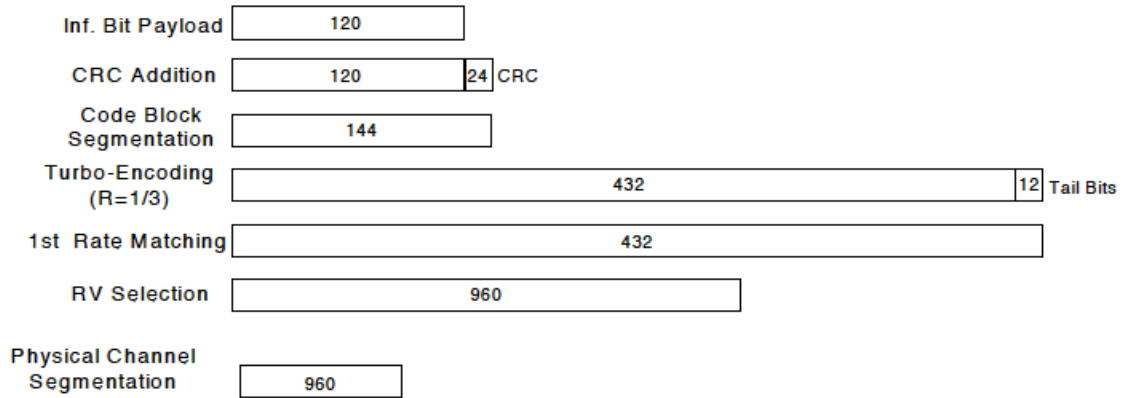 Inf. Bit Payload 120
CRC Addition 120 24 CRC
Code Block
Segmentation 144
Turbo-Encoding
(R=1/3) 432 12 Tail Bits
1st Rate Matching 432
RV Selection 960
Physical Channel
Segmentation 960